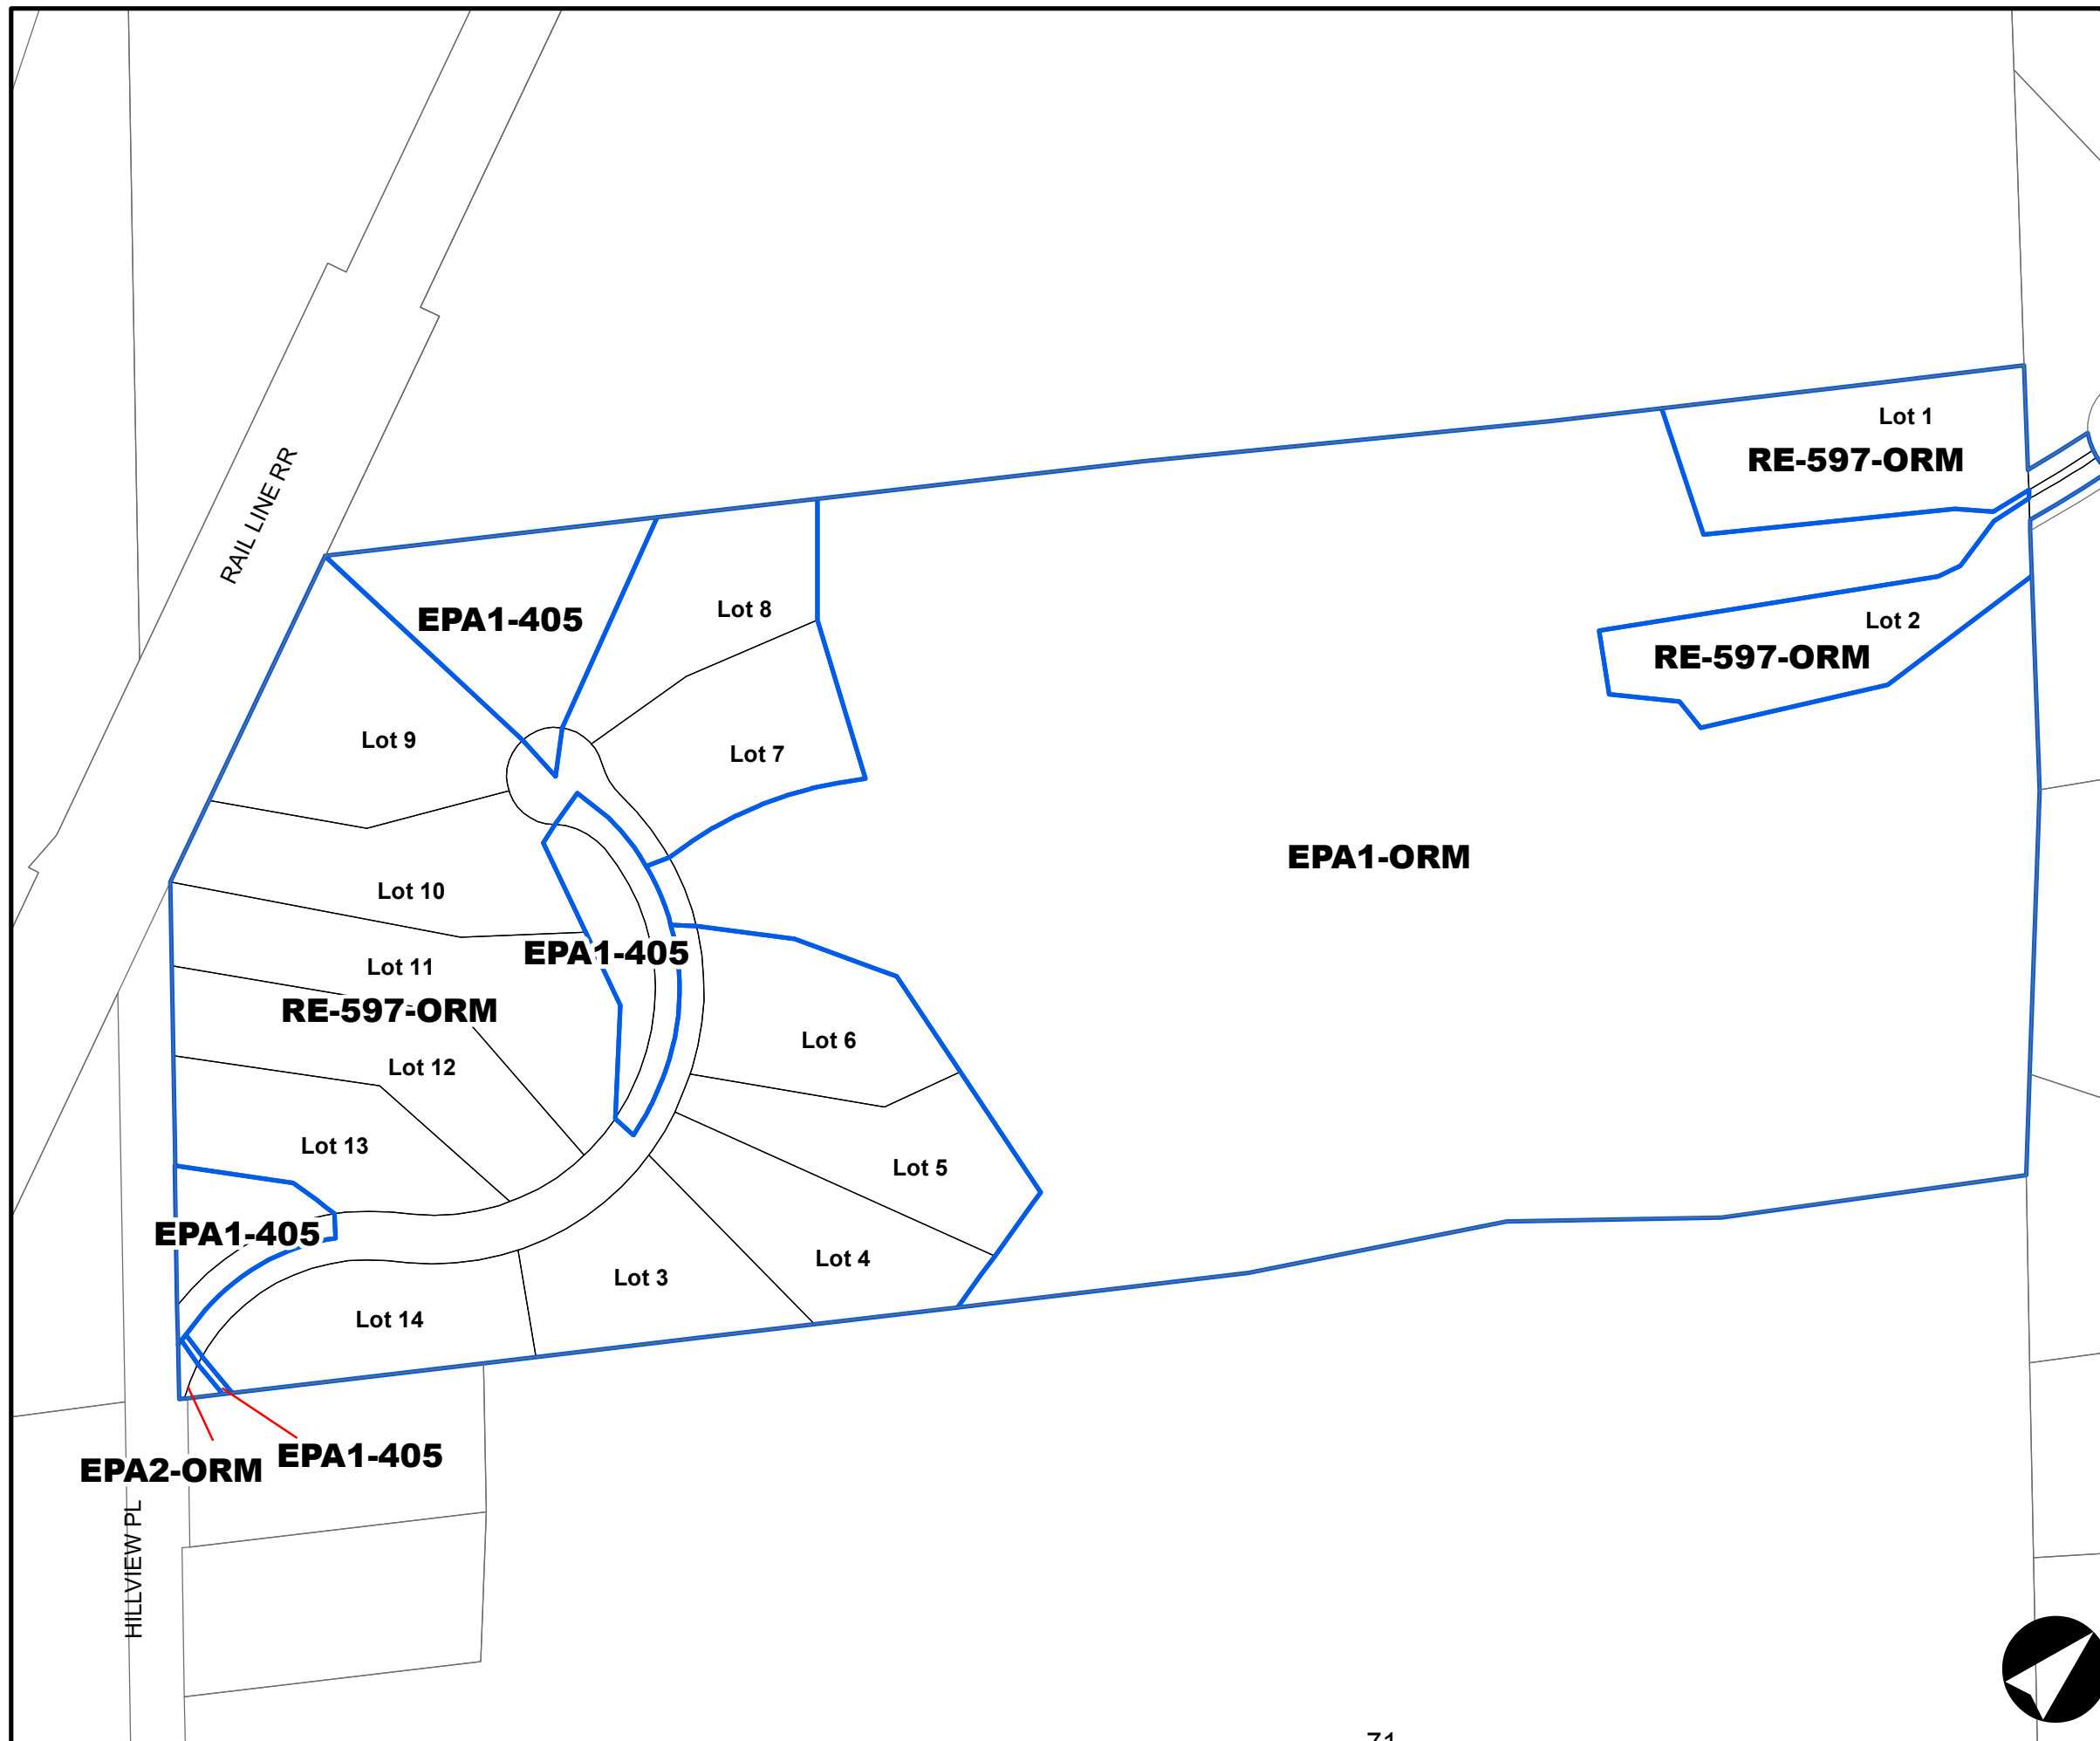 Lot 1
RE-597-ORM
RAIL LINE RR
EPA1-405
Lot 8
Lot 2
RE-597-ORM
Lot 9
Lot 7
EPA1-ORM
Lot 10
EPA1-405
Lot 11
RE-597-ORM
Lot 6
Lot 12
Lot 13
Lot 5
EPA1-405
Lot 4
Lot 3
Lot 14
EPA1-405
EPA2-ORM
HILLVIEW PL
71